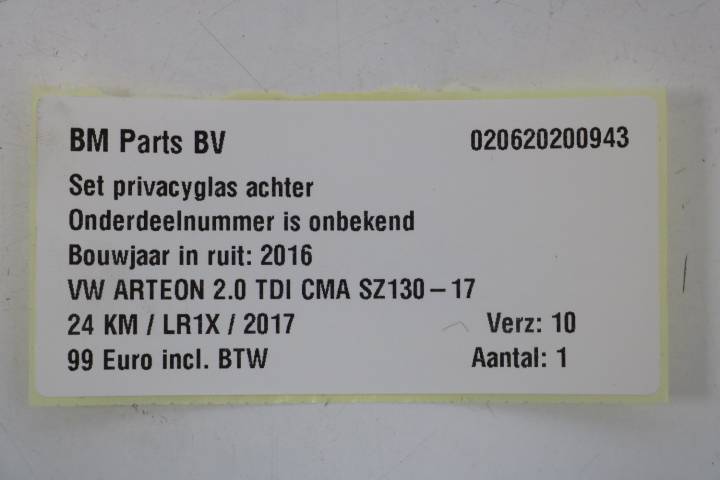 BM Parts BV 020620200943
Set privacyglas achter
Onderdeelnummer is onbekend
Bouwjaar in ruit: 2016
VW ARTEON 2.0 TDI CMA SZ130-17
24 KM / LR1X / 2017 Verz: 10
99 Euro incl. BTW Aantal: 1